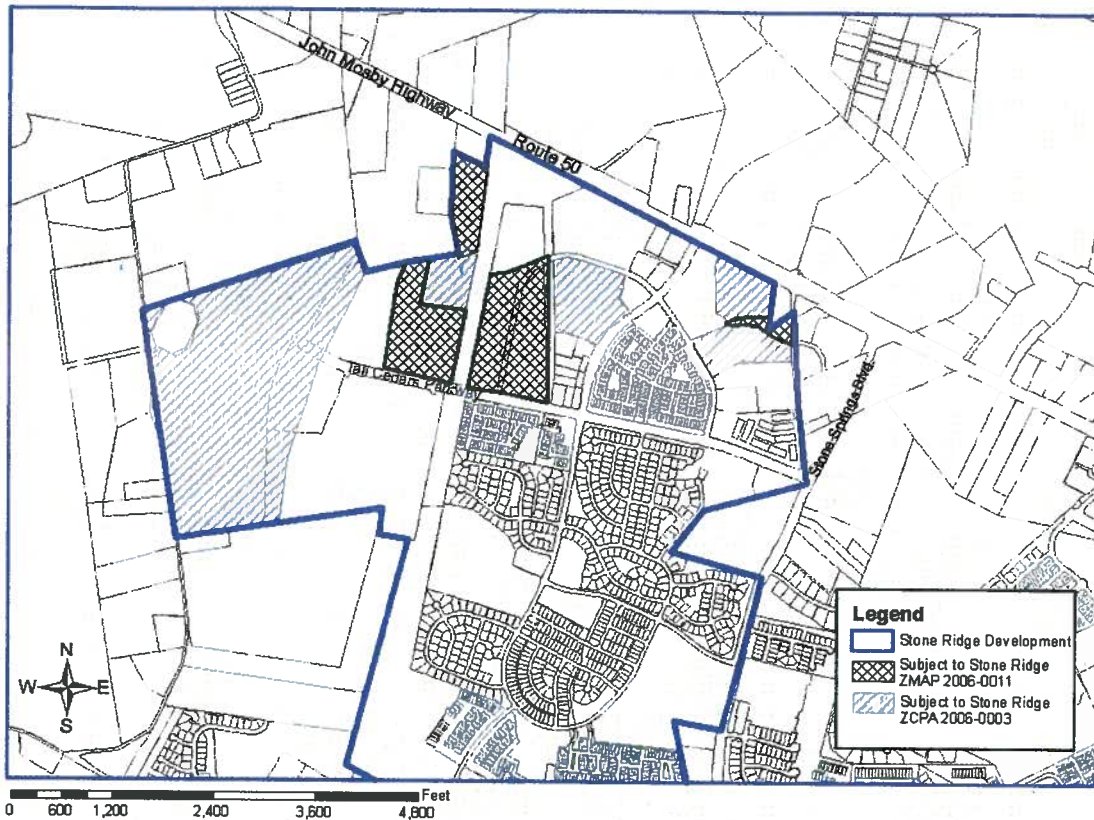 John Mosby Highway
Route 50
Tall Cedars Parkway
Stone Springs Blvd.
Legend
Stone Ridge Development
Subject to Stone Ridge
ZMAP 2006-0011
Subject to Stone Ridge
ZCPA 2006-0003
N
W E
S
0 600 1,200 2,400 3,600 4,800 Feet